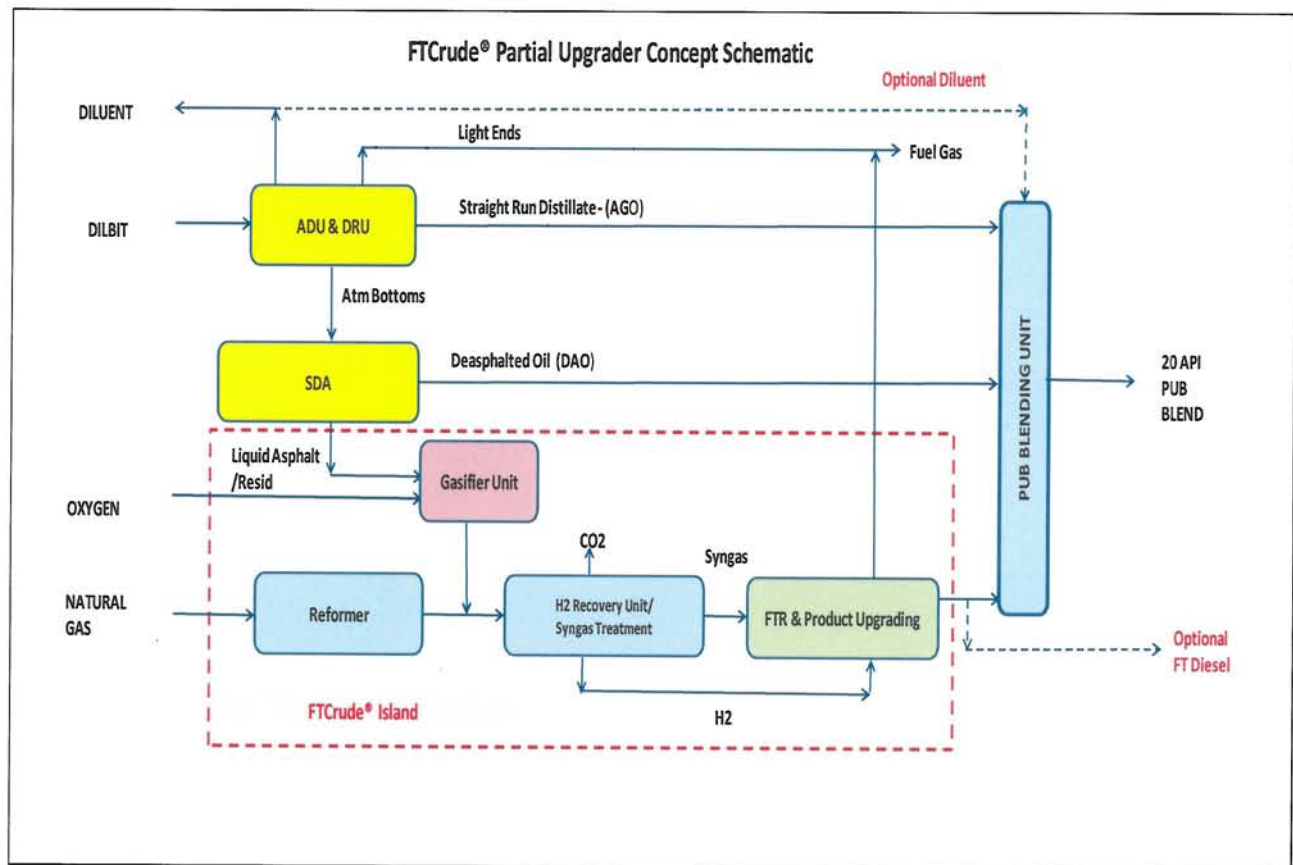 FTCrude® Partial Upgrader Concept Schematic
Optional Diluent
DILUENT
Light Ends
Fuel Gas
Straight Run Distillate - (AGO)
DILBIT
ADU & DRU
Atm Bottoms
Deasphalted Oil (DAO)
SDA
20 API
PUB
BLEND
PUB BLENDING UNIT
Liquid Asphalt
/Resid
Gasifier Unit
OXYGEN
CO2
Syngas
NATURAL
GAS
Reformer
H2 Recovery Unit/
Syngas Treatment
FTR & Product Upgrading
Optional
FT Diesel
H2
FTCrude® Island